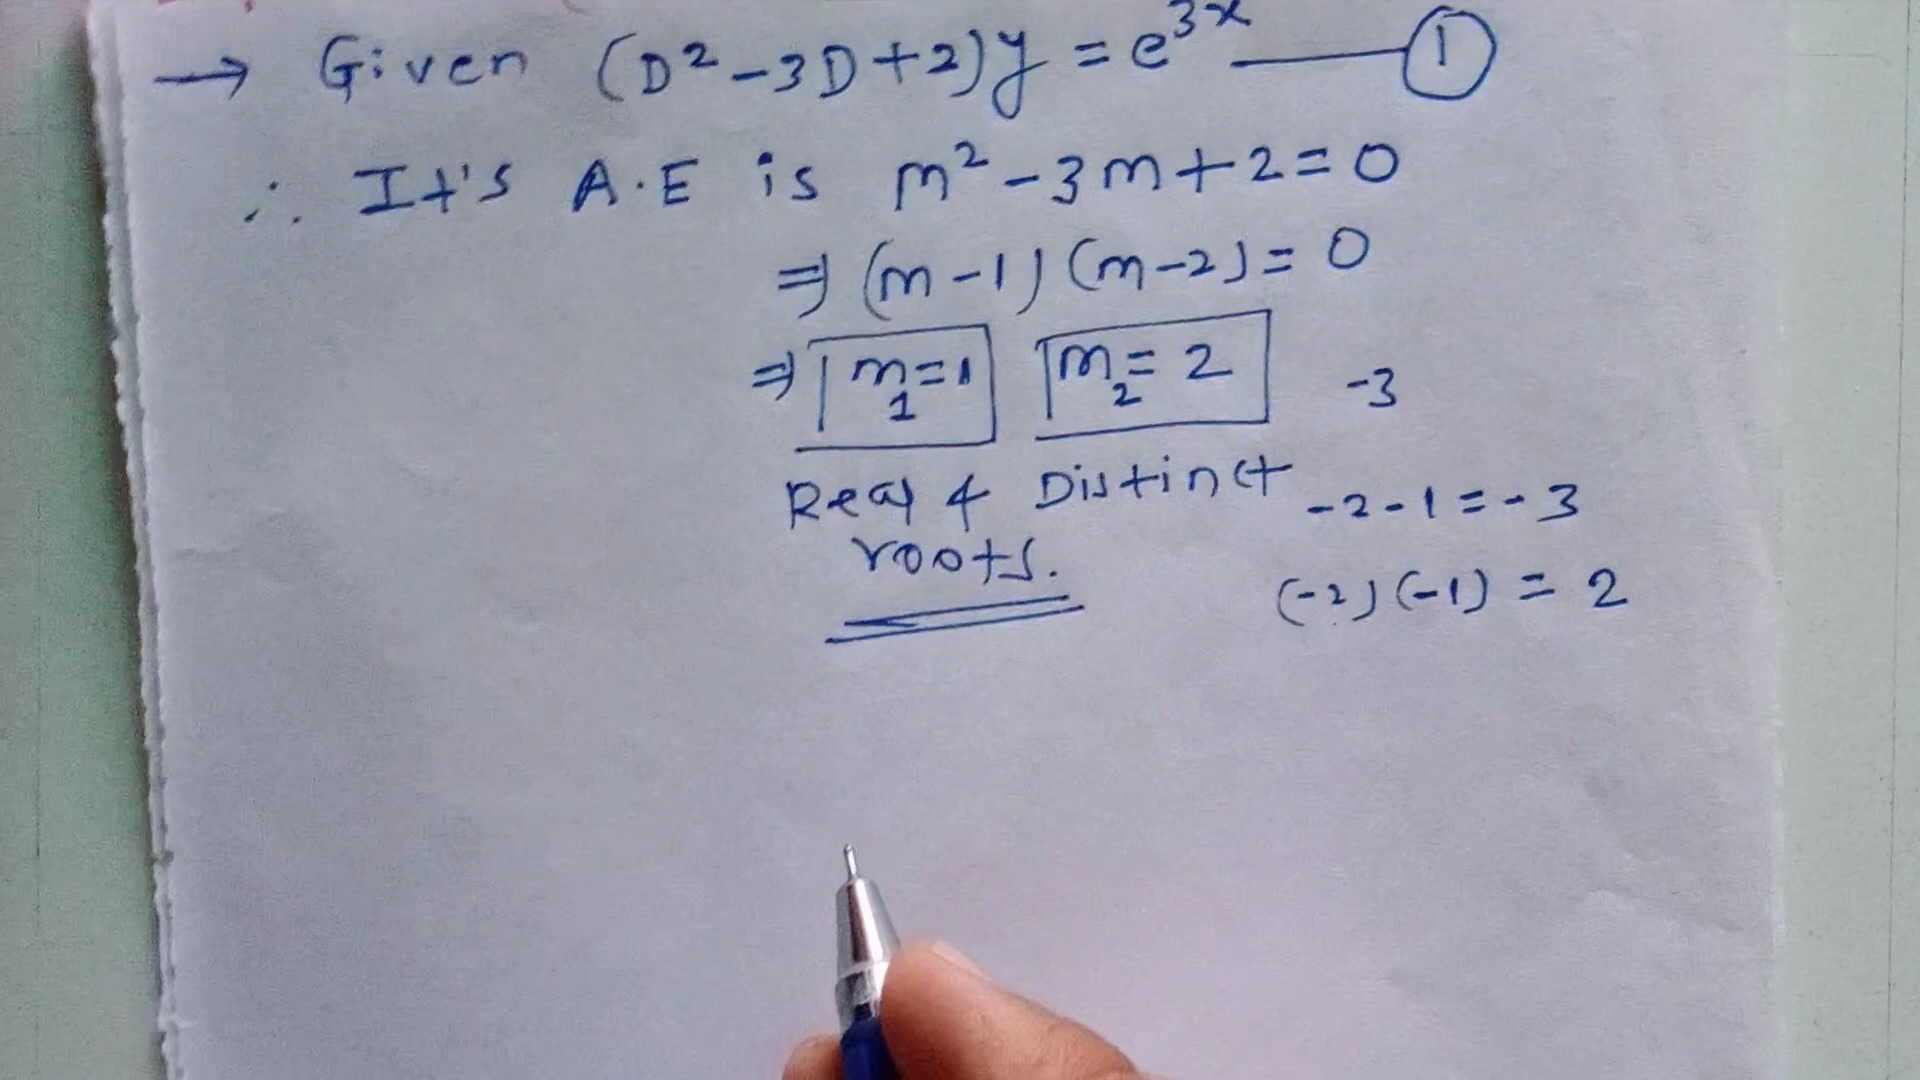 → Given (D² - 3D + 2)y = e³ˣ —— ①
∴ It's A.E is m² - 3m + 2 = 0
⇒ (m - 1) (m - 2) = 0
⇒ m₁ = 1 m₂ = 2 -3
Real & Distinct -2 - 1 = - 3
roots. (-2) (-1) = 2